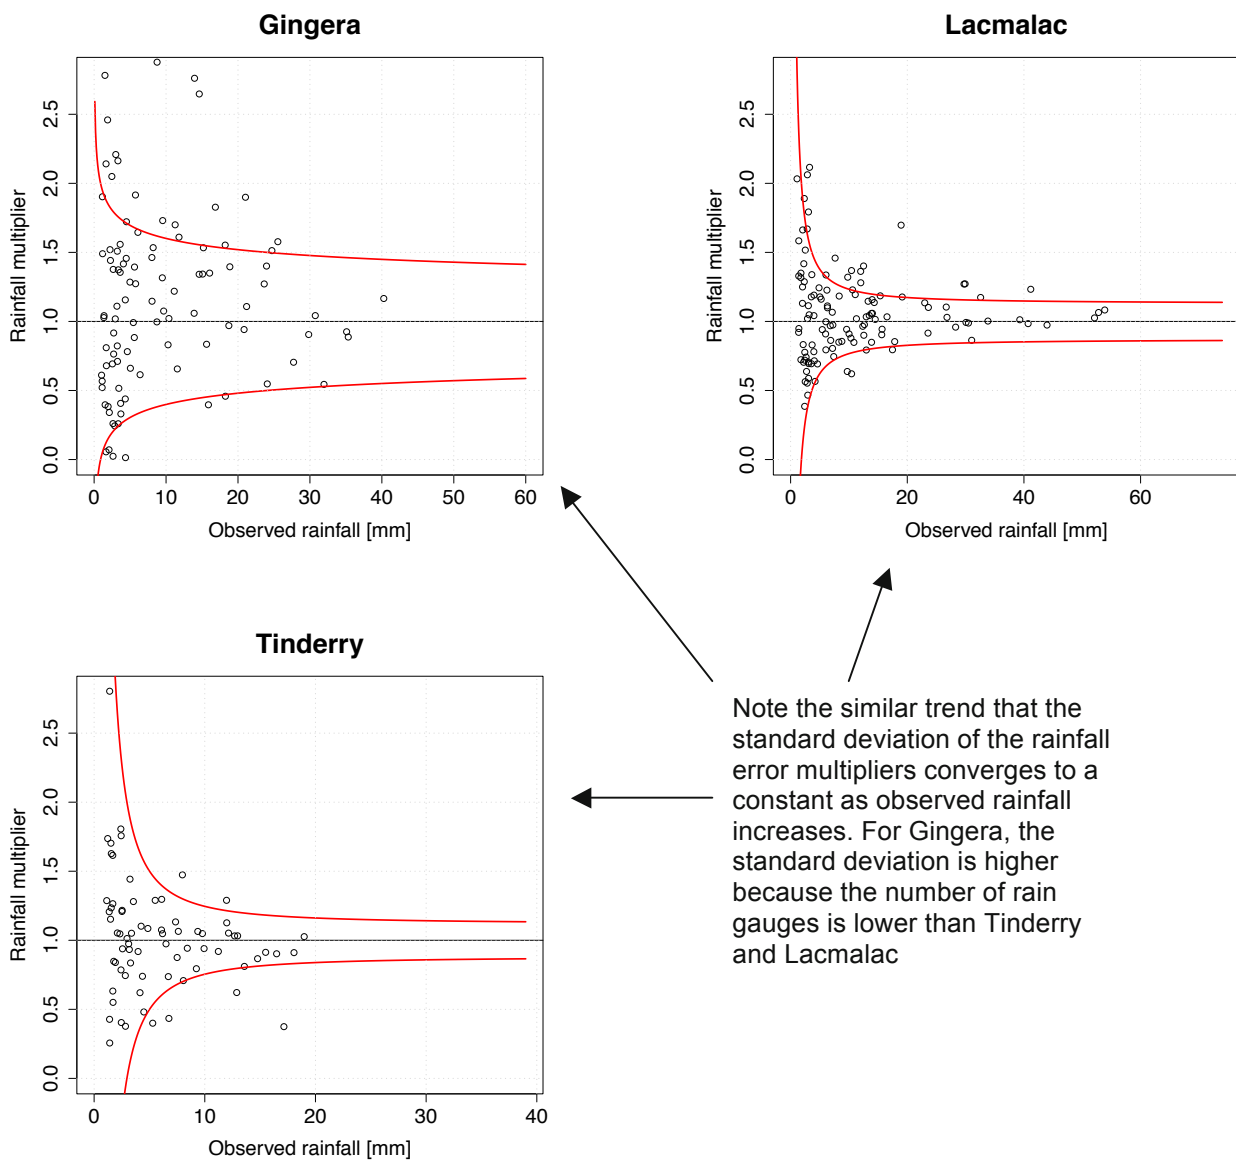 Gingera
Rainfall multiplier
2.5
2.0
1.5
1.0
0.5
0.0
0 10 20 30 40 50 60
Observed rainfall [mm]
Lacmalac
Rainfall multiplier
2.5
2.0
1.5
1.0
0.5
0.0
0 20 40 60
Observed rainfall [mm]
Tinderry
Rainfall multiplier
2.5
2.0
1.5
1.0
0.5
0.0
0 10 20 30 40
Observed rainfall [mm]
Note the similar trend that the
standard deviation of the rainfall
error multipliers converges to a
constant as observed rainfall
increases. For Gingera, the
standard deviation is higher
because the number of rain
gauges is lower than Tinderry
and Lacmalac